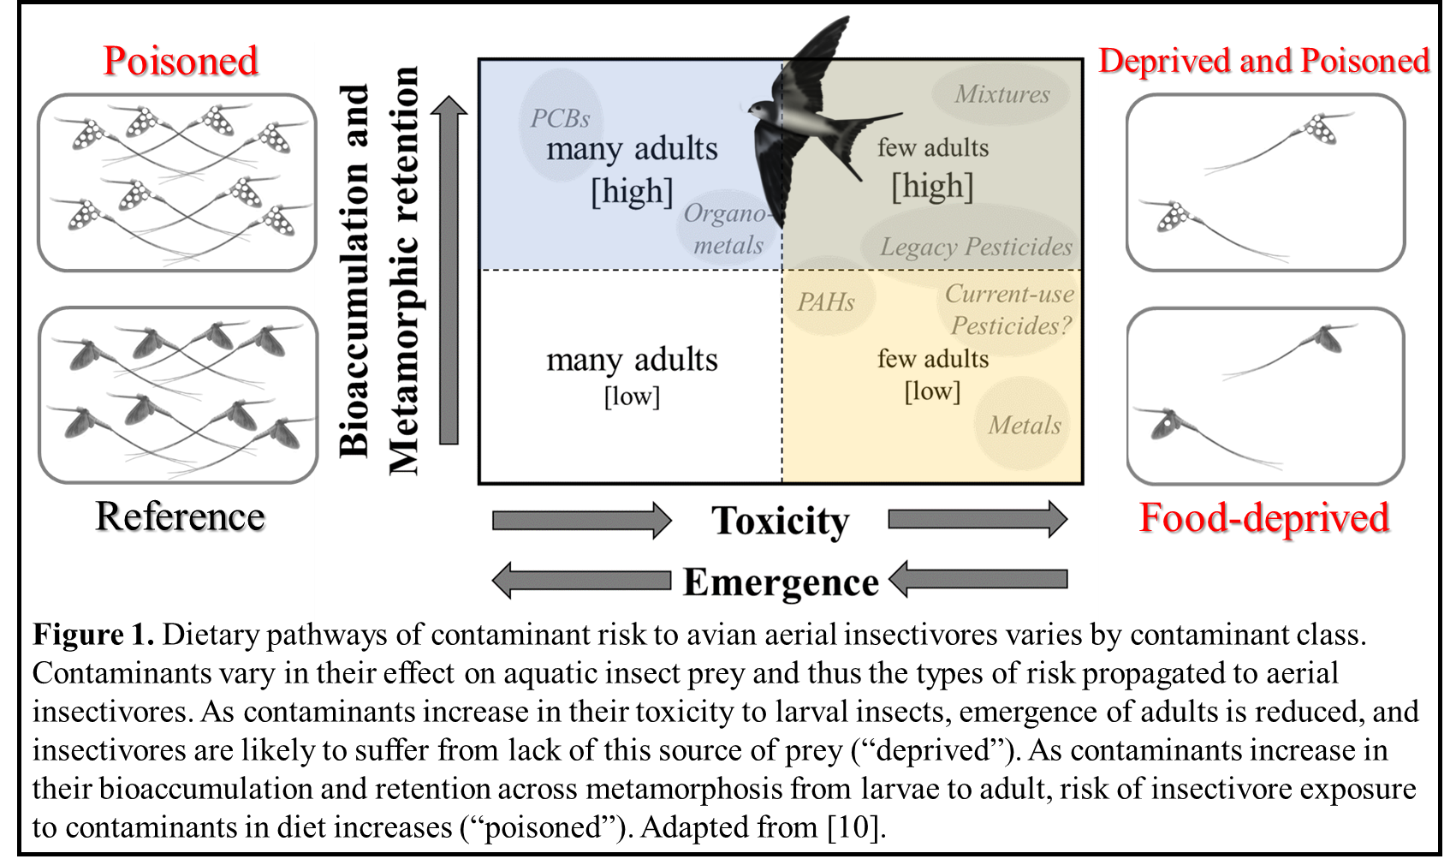 Poisoned
Deprived and Poisoned
Bioaccumulation and
Metamorphic retention
PCBs
many adults
[high]
Organo-
metals
Mixtures
few adults
[high]
Legacy Pesticides
many adults
[low]
PAHs
Current-use
Pesticides?
few adults
[low]
Metals
Reference
Food-deprived
Toxicity
Emergence
Figure 1. Dietary pathways of contaminant risk to avian aerial insectivores varies by contaminant class.
Contaminants vary in their effect on aquatic insect prey and thus the types of risk propagated to aerial
insectivores. As contaminants increase in their toxicity to larval insects, emergence of adults is reduced, and
insectivores are likely to suffer from lack of this source of prey (“deprived”). As contaminants increase in
their bioaccumulation and retention across metamorphosis from larvae to adult, risk of insectivore exposure
to contaminants in diet increases (“poisoned”). Adapted from [10].